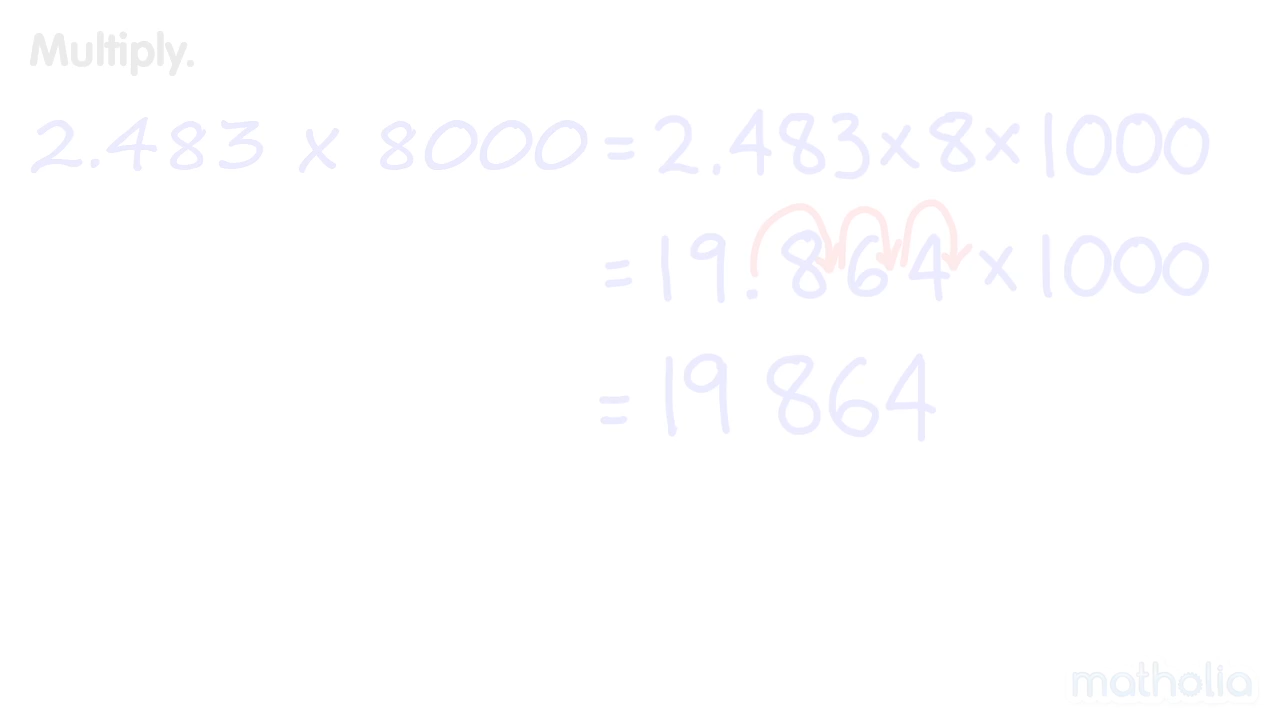 Multiply.
2.483 x 8000 = 2.483 x 8 x 1000
= 19.864 x 1000
= 19 864
matholia